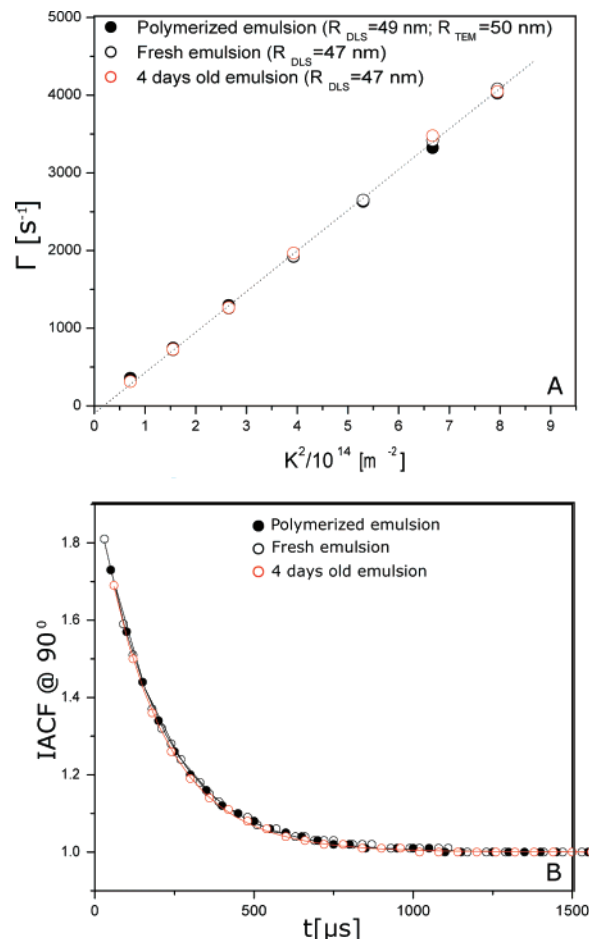 Polymerized emulsion (R DLS=49 nm; R TEM=50 nm)
Fresh emulsion (R DLS=47 nm)
4 days old emulsion (R DLS=47 nm)
5000
4000
3000
2000
1000
0
Γ [s-1]
A
0 1 2 3 4 5 6 7 8 9
K2/10 14 [m -2]
Polymerized emulsion
Fresh emulsion
4 days old emulsion
1.8
1.6
1.4
1.2
1.0
IACF @ 90°
B
0 250 500 750 1000 1250 1500
t[µs]